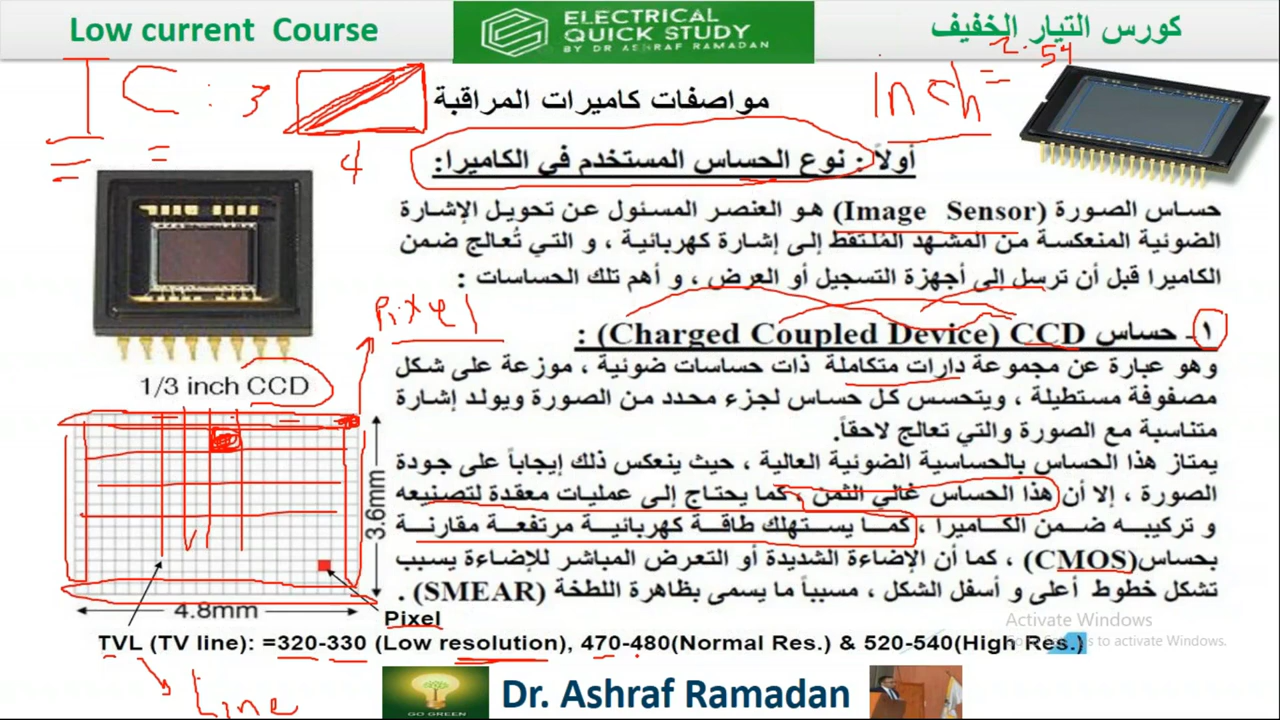 Low current Course
ELECTRICAL
QUICK STUDY
BY DR ASHRAF RAMADAN
كورس التيار الخفيف
IC : 3
4
inch = 2.54
مواصفات كاميرات المراقبة
أولاً : نوع الحساس المستخدم في الكاميرا:
حساس الصورة (Image Sensor) هو العنصر المسئول عن تحويل الإشارة
الضوئية المنعكسة من المشهد المُلتقط إلى إشارة كهربائية ، و التي تُعالج ضمن
الكاميرا قبل أن ترسل إلى أجهزة التسجيل أو العرض ، و أهم تلك الحساسات :
١- حساس CCD (Charged Coupled Device) :
وهو عبارة عن مجموعة دارات متكاملة ذات حساسات ضوئية ، موزعة على شكل
مصفوفة مستطيلة ، ويتحسس كل حساس لجزء محدد من الصورة ويولد إشارة
متناسبة مع الصورة والتي تعالج لاحقاً.
يمتاز هذا الحساس بالحساسية الضوئية العالية ، حيث ينعكس ذلك إيجاباً على جودة
الصورة ، إلا أن هذا الحساس غالي الثمن ، كما يحتاج إلى عمليات معقدة لتصنيعه
و تركيبه ضمن الكاميرا ، كما يستهلك طاقة كهربائية مرتفعة مقارنة
بحساس(CMOS) ، كما أن الإضاءة الشديدة أو التعرض المباشر للإضاءة يسبب
تشكل خطوط أعلى و أسفل الشكل ، مسبباً ما يسمى بظاهرة اللطخة (SMEAR) .
Pixel
1/3 inch CCD
3.6mm
4.8mm
Pixel
TVL (TV line): =320-330 (Low resolution), 470-480(Normal Res.) & 520-540(High Res.)
Line
Activate Windows
to activate Windows.
GO GREEN
Dr. Ashraf Ramadan